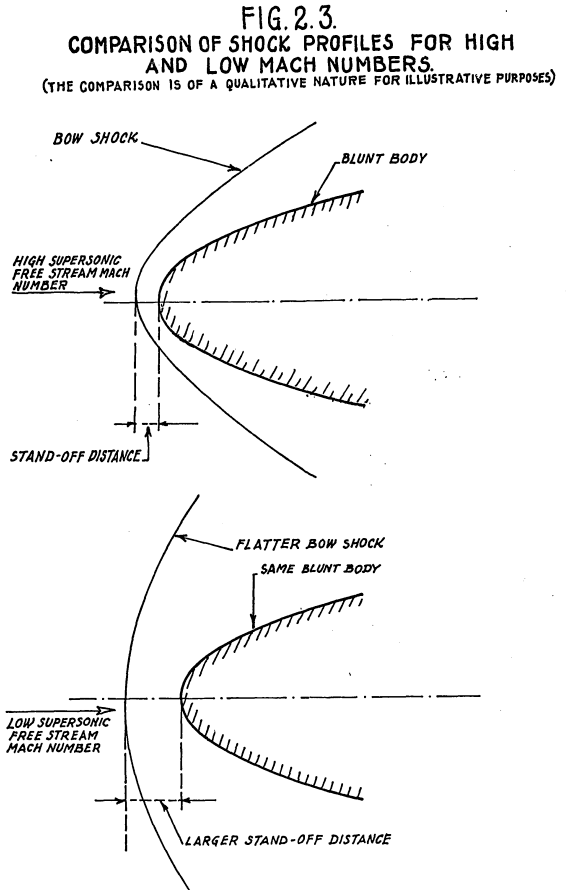 FIG. 2.3.
COMPARISON OF SHOCK PROFILES FOR HIGH
AND LOW MACH NUMBERS.
(THE COMPARISON IS OF A QUALITATIVE NATURE FOR ILLUSTRATIVE PURPOSES)
BOW SHOCK
BLUNT BODY
HIGH SUPERSONIC
FREE STREAM MACH
NUMBER
STAND-OFF DISTANCE
FLATTER BOW SHOCK
SAME BLUNT BODY
LOW SUPERSONIC
FREE STREAM
MACH NUMBER
LARGER STAND-OFF DISTANCE